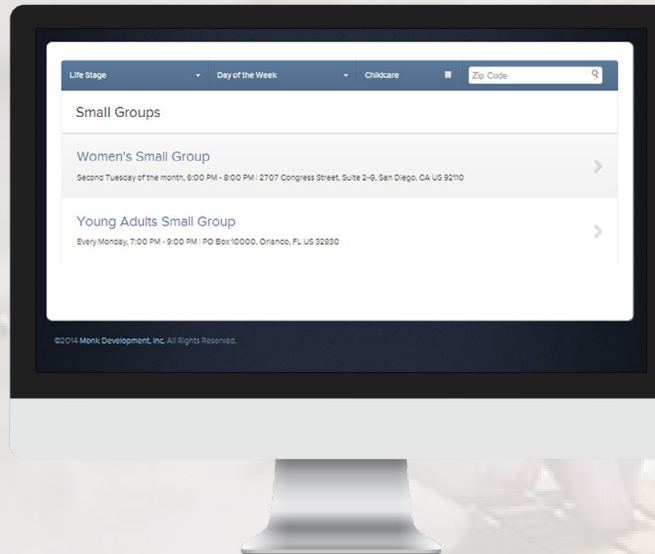 Life Stage
Day of the Week
Childcare
Zip Code
Small Groups
Women's Small Group
Second Tuesday of the month, 6:00 PM - 8:00 PM | 2707 Congress Street, Suite 2-G, San Diego, CA US 92110
Young Adults Small Group
Every Monday, 7:00 PM - 9:00 PM | PO Box 10000, Orlando, FL US 32830
©2014 Monk Development, Inc. All Rights Reserved.